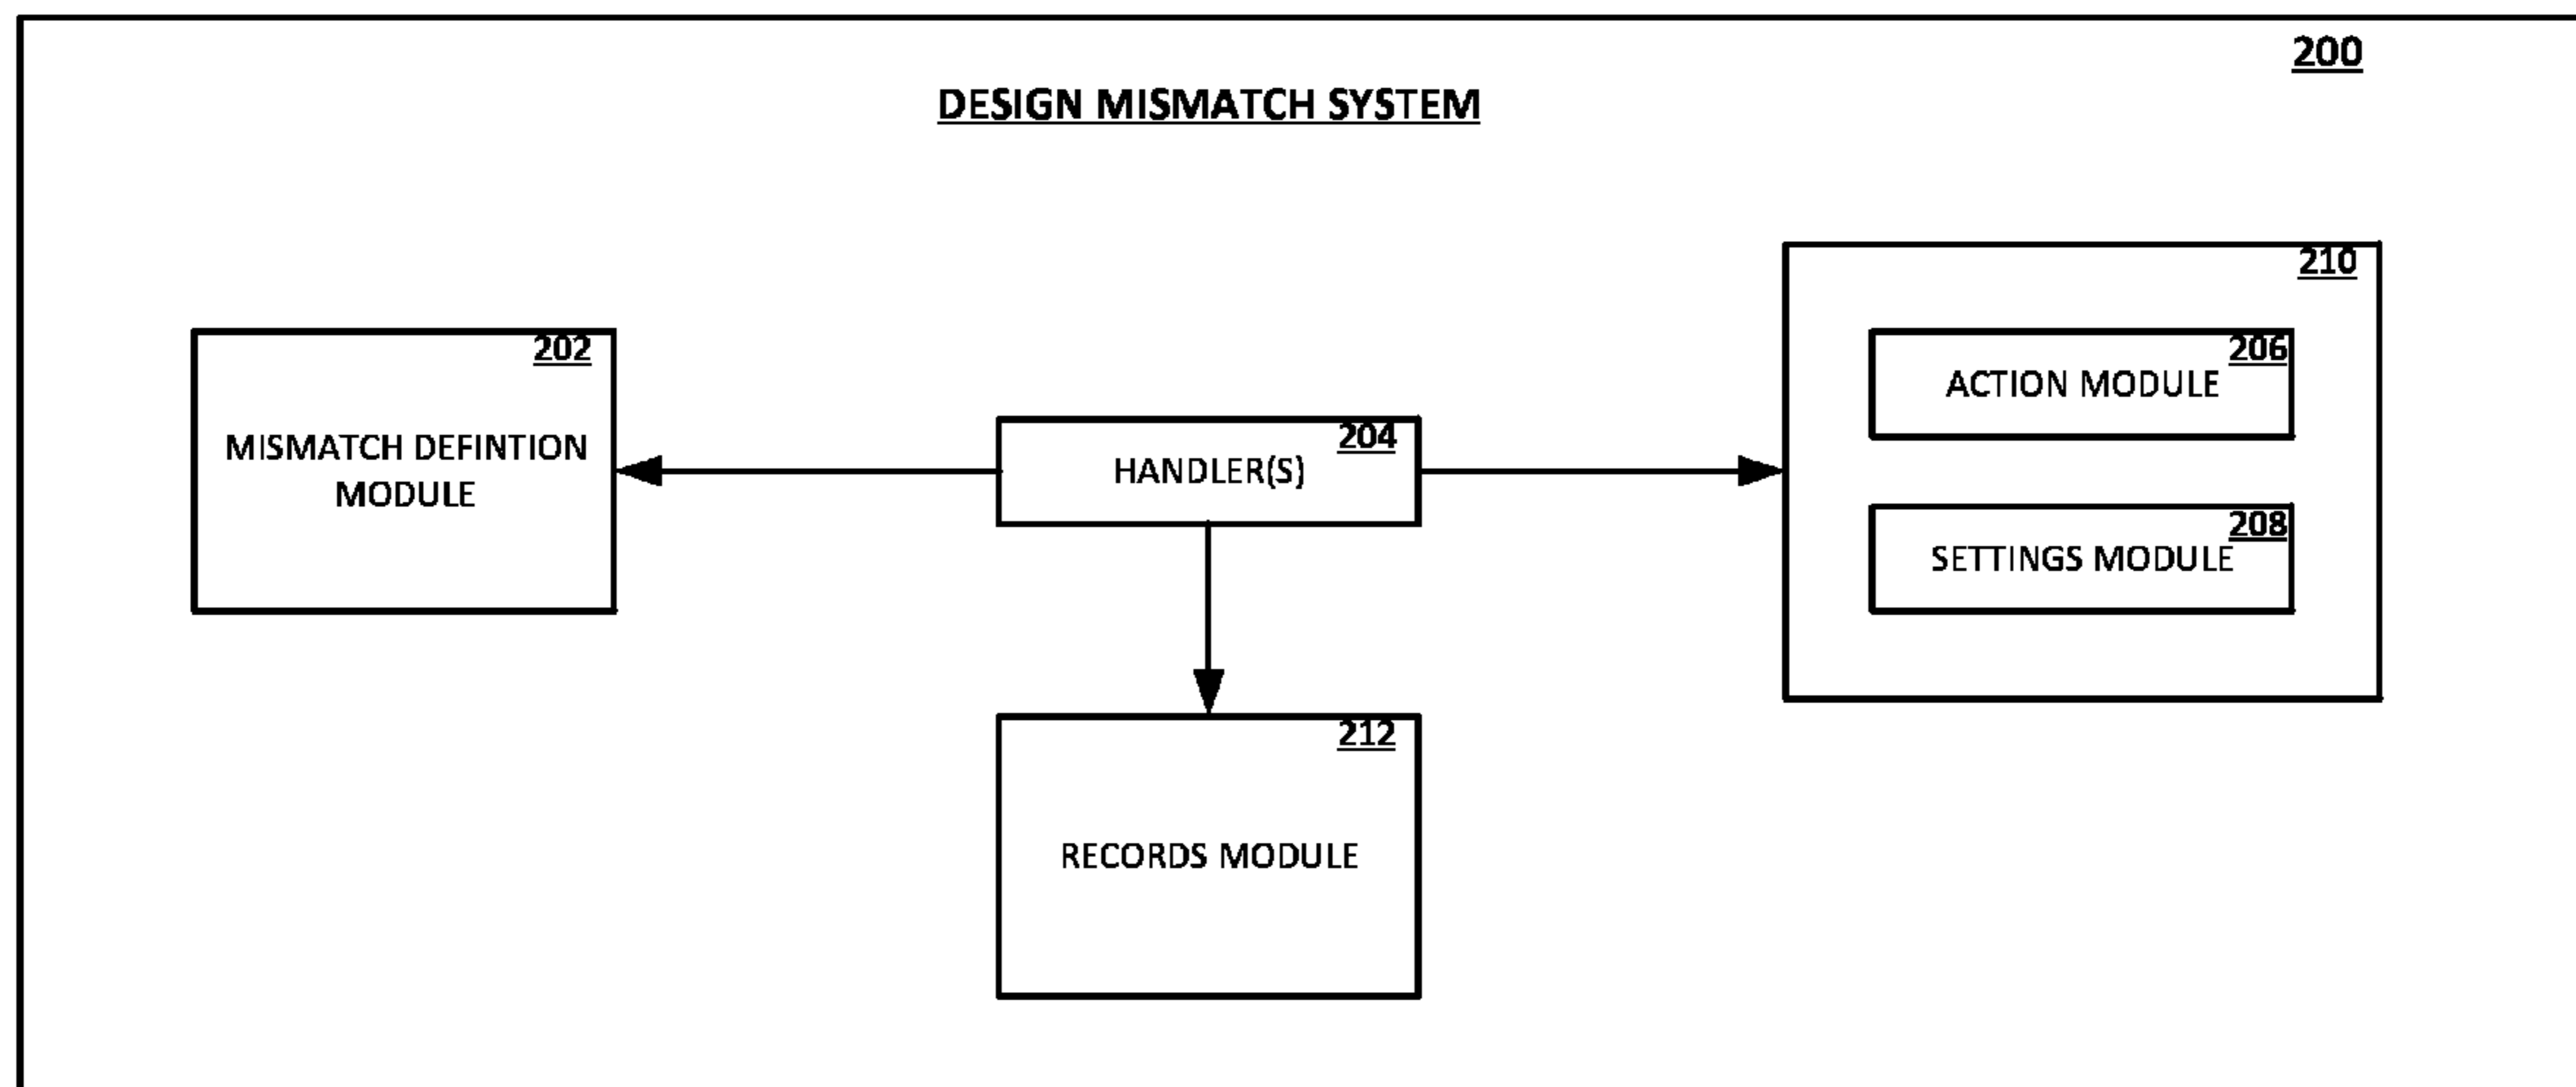 200
DESIGN MISMATCH SYSTEM
210
202
206
ACTION MODULE
MISMATCH DEFINTION
MODULE
204
HANDLER(S)
208
SETTINGS MODULE
212
RECORDS MODULE